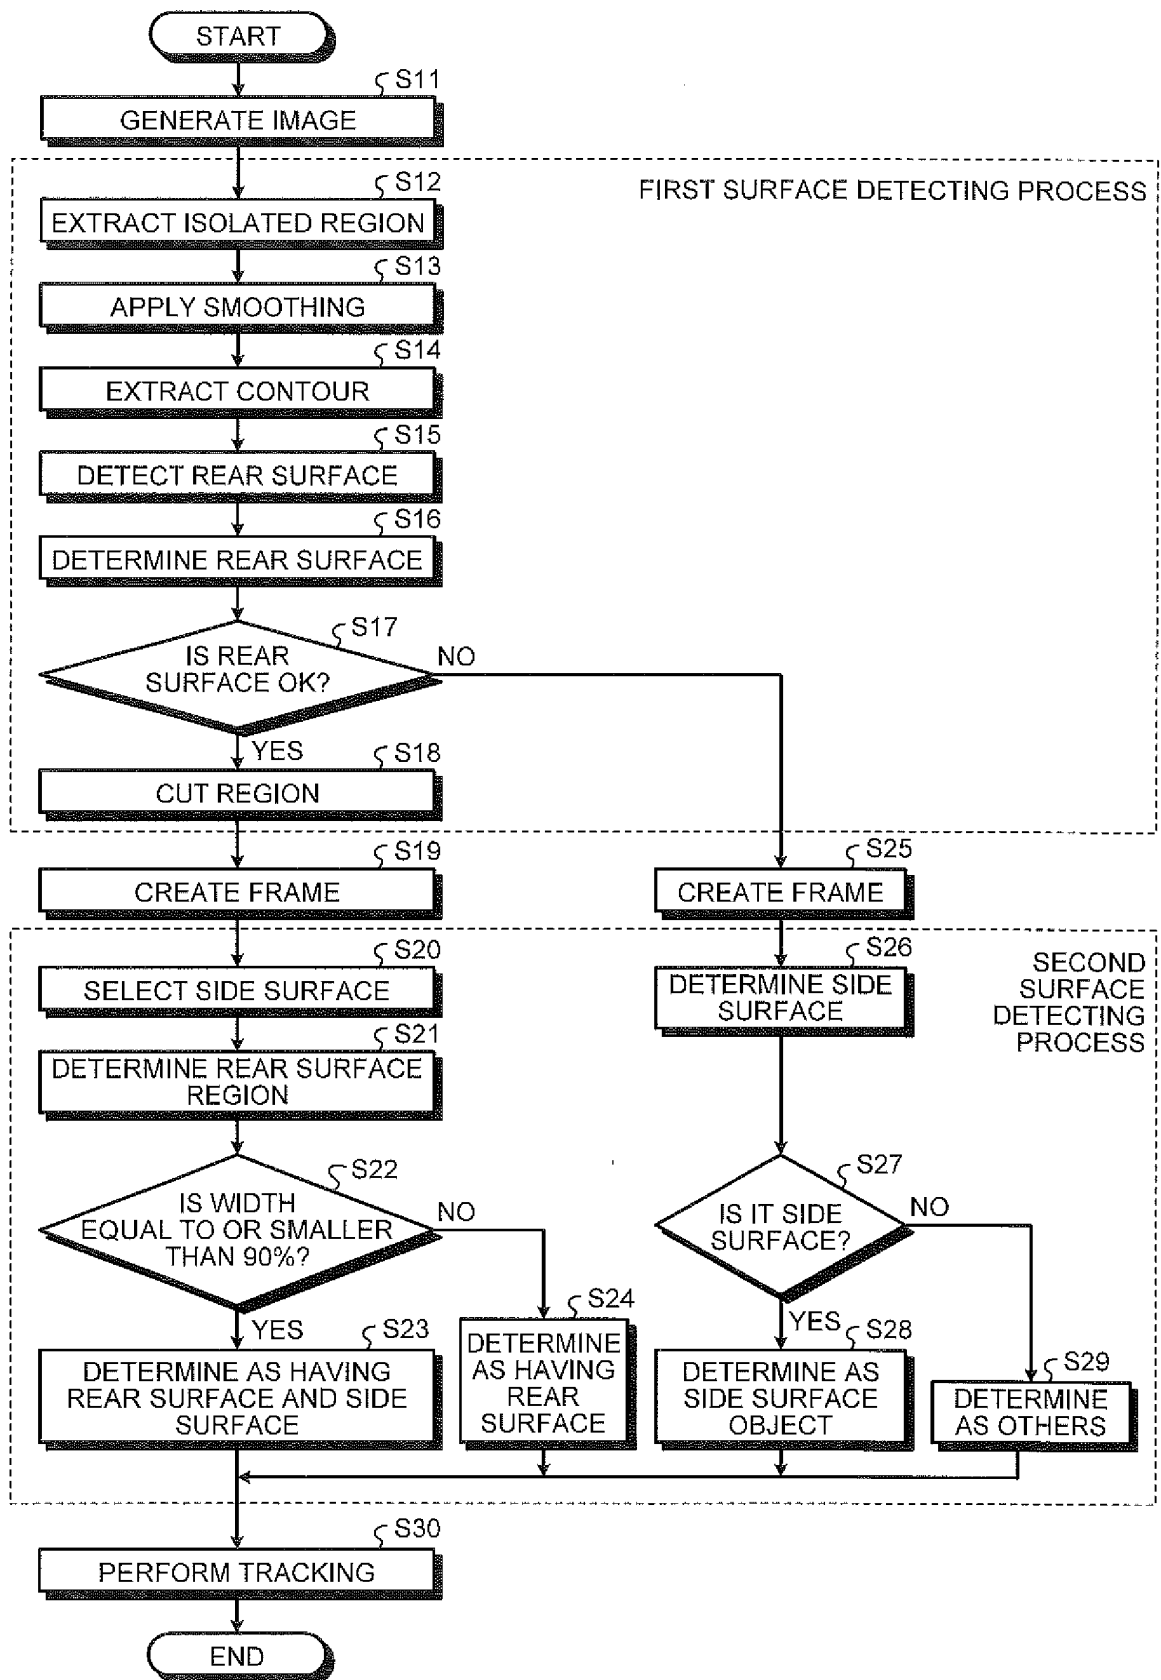 START
S11
GENERATE IMAGE
FIRST SURFACE DETECTING PROCESS
S12
EXTRACT ISOLATED REGION
S13
APPLY SMOOTHING
S14
EXTRACT CONTOUR
S15
DETECT REAR SURFACE
S16
DETERMINE REAR SURFACE
S17
IS REAR
SURFACE OK?
NO
YES
S18
CUT REGION
S19
CREATE FRAME
S25
CREATE FRAME
SECOND
SURFACE
DETECTING
PROCESS
S20
SELECT SIDE SURFACE
S21
DETERMINE REAR SURFACE
REGION
S22
IS WIDTH
EQUAL TO OR SMALLER
THAN 90%?
NO
YES
S23
DETERMINE AS HAVING
REAR SURFACE AND SIDE
SURFACE
S24
DETERMINE
AS HAVING
REAR
SURFACE
S26
DETERMINE SIDE
SURFACE
S27
IS IT SIDE
SURFACE?
NO
YES
S28
DETERMINE AS
SIDE SURFACE
OBJECT
S29
DETERMINE
AS OTHERS
S30
PERFORM TRACKING
END